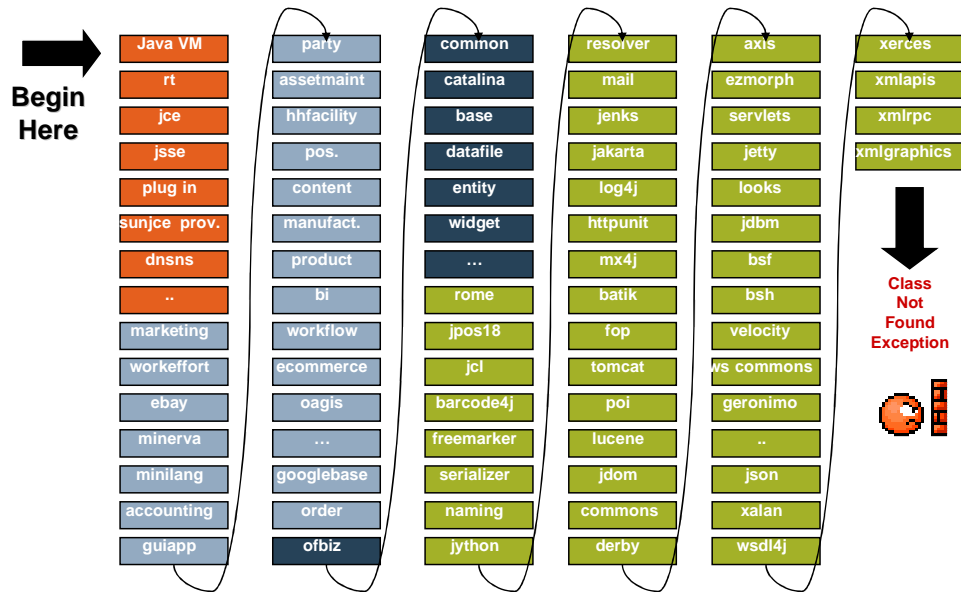 Begin
Here
Java VM
rt
jce
jsse
plug in
sunjce prov.
dnsns
..
marketing
workeffort
ebay
minerva
minilang
accounting
guiapp
party
assetmaint
hhfacility
pos.
content
manufact.
product
bi
workflow
ecommerce
oagis
...
googlebase
order
ofbiz
common
catalina
base
datafile
entity
widget
...
rome
jpos18
jcl
barcode4j
freemarker
serializer
naming
jython
resolver
mail
jenks
jakarta
log4j
httpunit
mx4j
batik
fop
tomcat
poi
lucene
jdom
commons
derby
axis
ezmorph
servlets
jetty
looks
jdbm
bsf
bsh
velocity
ws commons
geronimo
..
json
xalan
wsdl4j
xerces
xmlapis
xmlrpc
xmlgraphics
Class
Not
Found
Exception